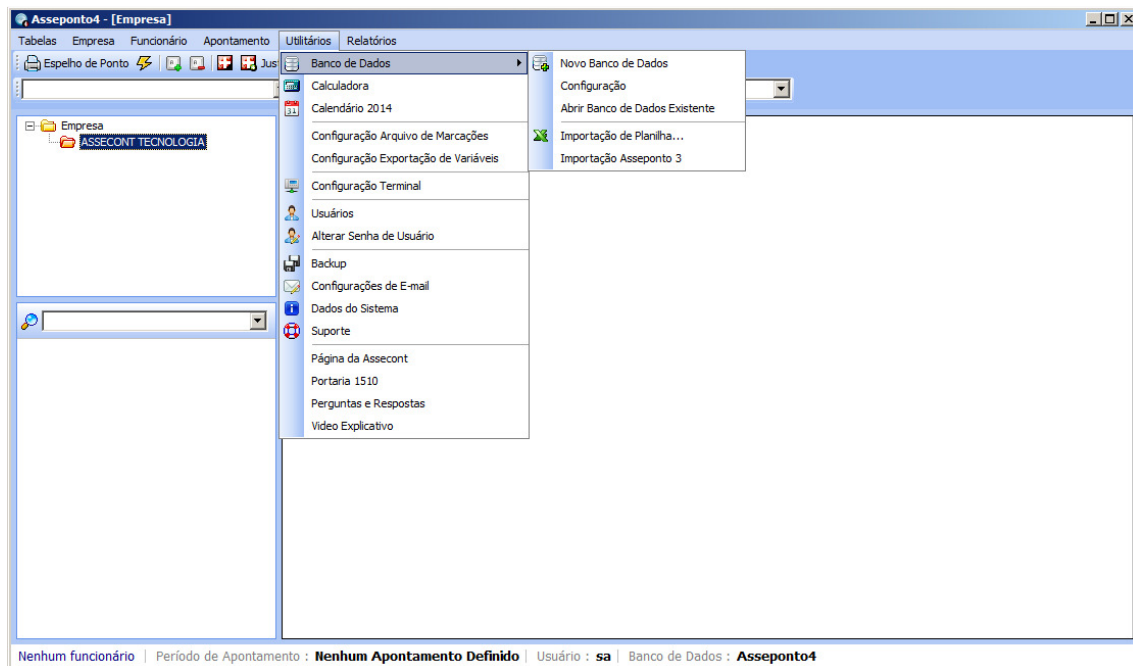 Asseponto4 - [Empresa]
Tabelas Empresa Funcionário Apontamento Utilitários Relatórios
Espelho de Ponto
Empresa
ASSECONT TECNOLOGIA
Banco de Dados
Calculadora
31
Calendário 2014
Configuração Arquivo de Marcações
Configuração Exportação de Variáveis
Configuração Terminal
Usuários
Alterar Senha de Usuário
Backup
Configurações de E-mail
Dados do Sistema
Suporte
Página da Assecont
Portaria 1510
Perguntas e Respostas
Video Explicativo
Novo Banco de Dados
Configuração
Abrir Banco de Dados Existente
Importação de Planilha...
Importação Asseponto 3
Nenhum funcionário | Período de Apontamento : Nenhum Apontamento Definido | Usuário : sa | Banco de Dados : Asseponto4